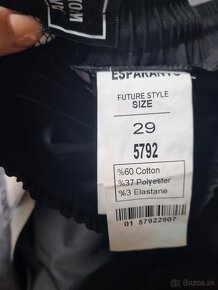 ESPARANTO
FUTURE STYLE
SIZE
29
5792
%60 Cotton
%37 Polyester
%3 Elastane
01 57922907
bazos.sk